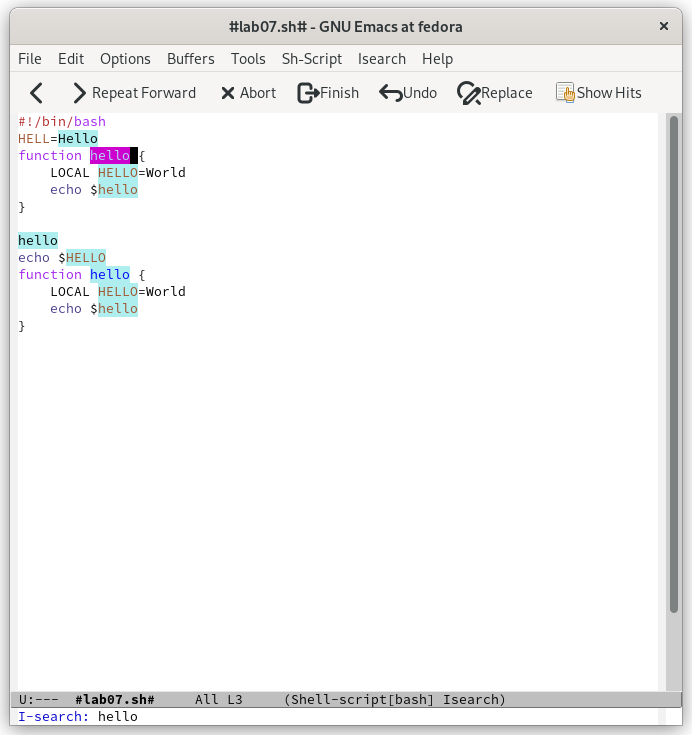 #lab07.sh# - GNU Emacs at fedora ×
File Edit Options Buffers Tools Sh-Script Isearch Help
Repeat Forward Abort Finish Undo Replace Show Hits
#!/bin/bash
HELL=Hello
function hello {
    LOCAL HELLO=World
    echo $hello
}
hello
echo $HELLO
function hello {
    LOCAL HELLO=World
    echo $hello
}
U:--- #lab07.sh# All L3 (Shell-script[bash] Isearch)
I-search: hello